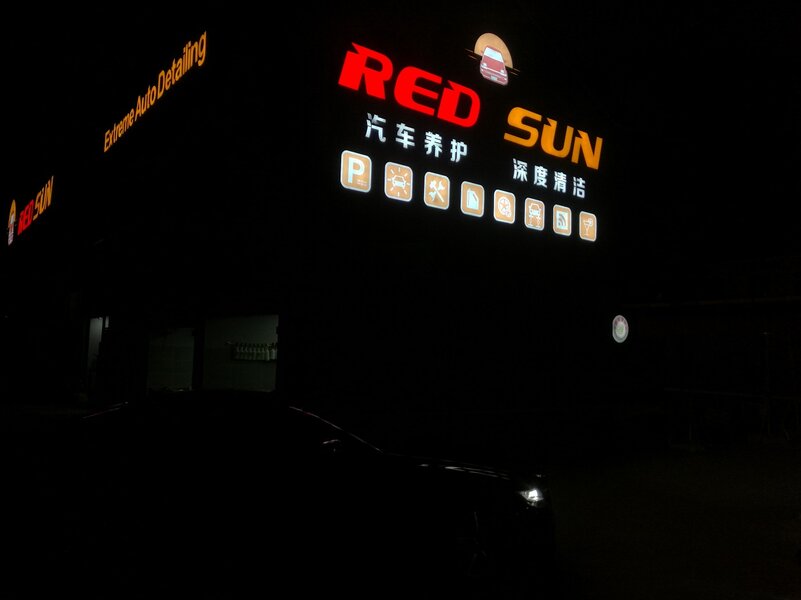 Extreme Auto Detailing
RED SUN
RED SUN
汽车养护 深度清洁
P